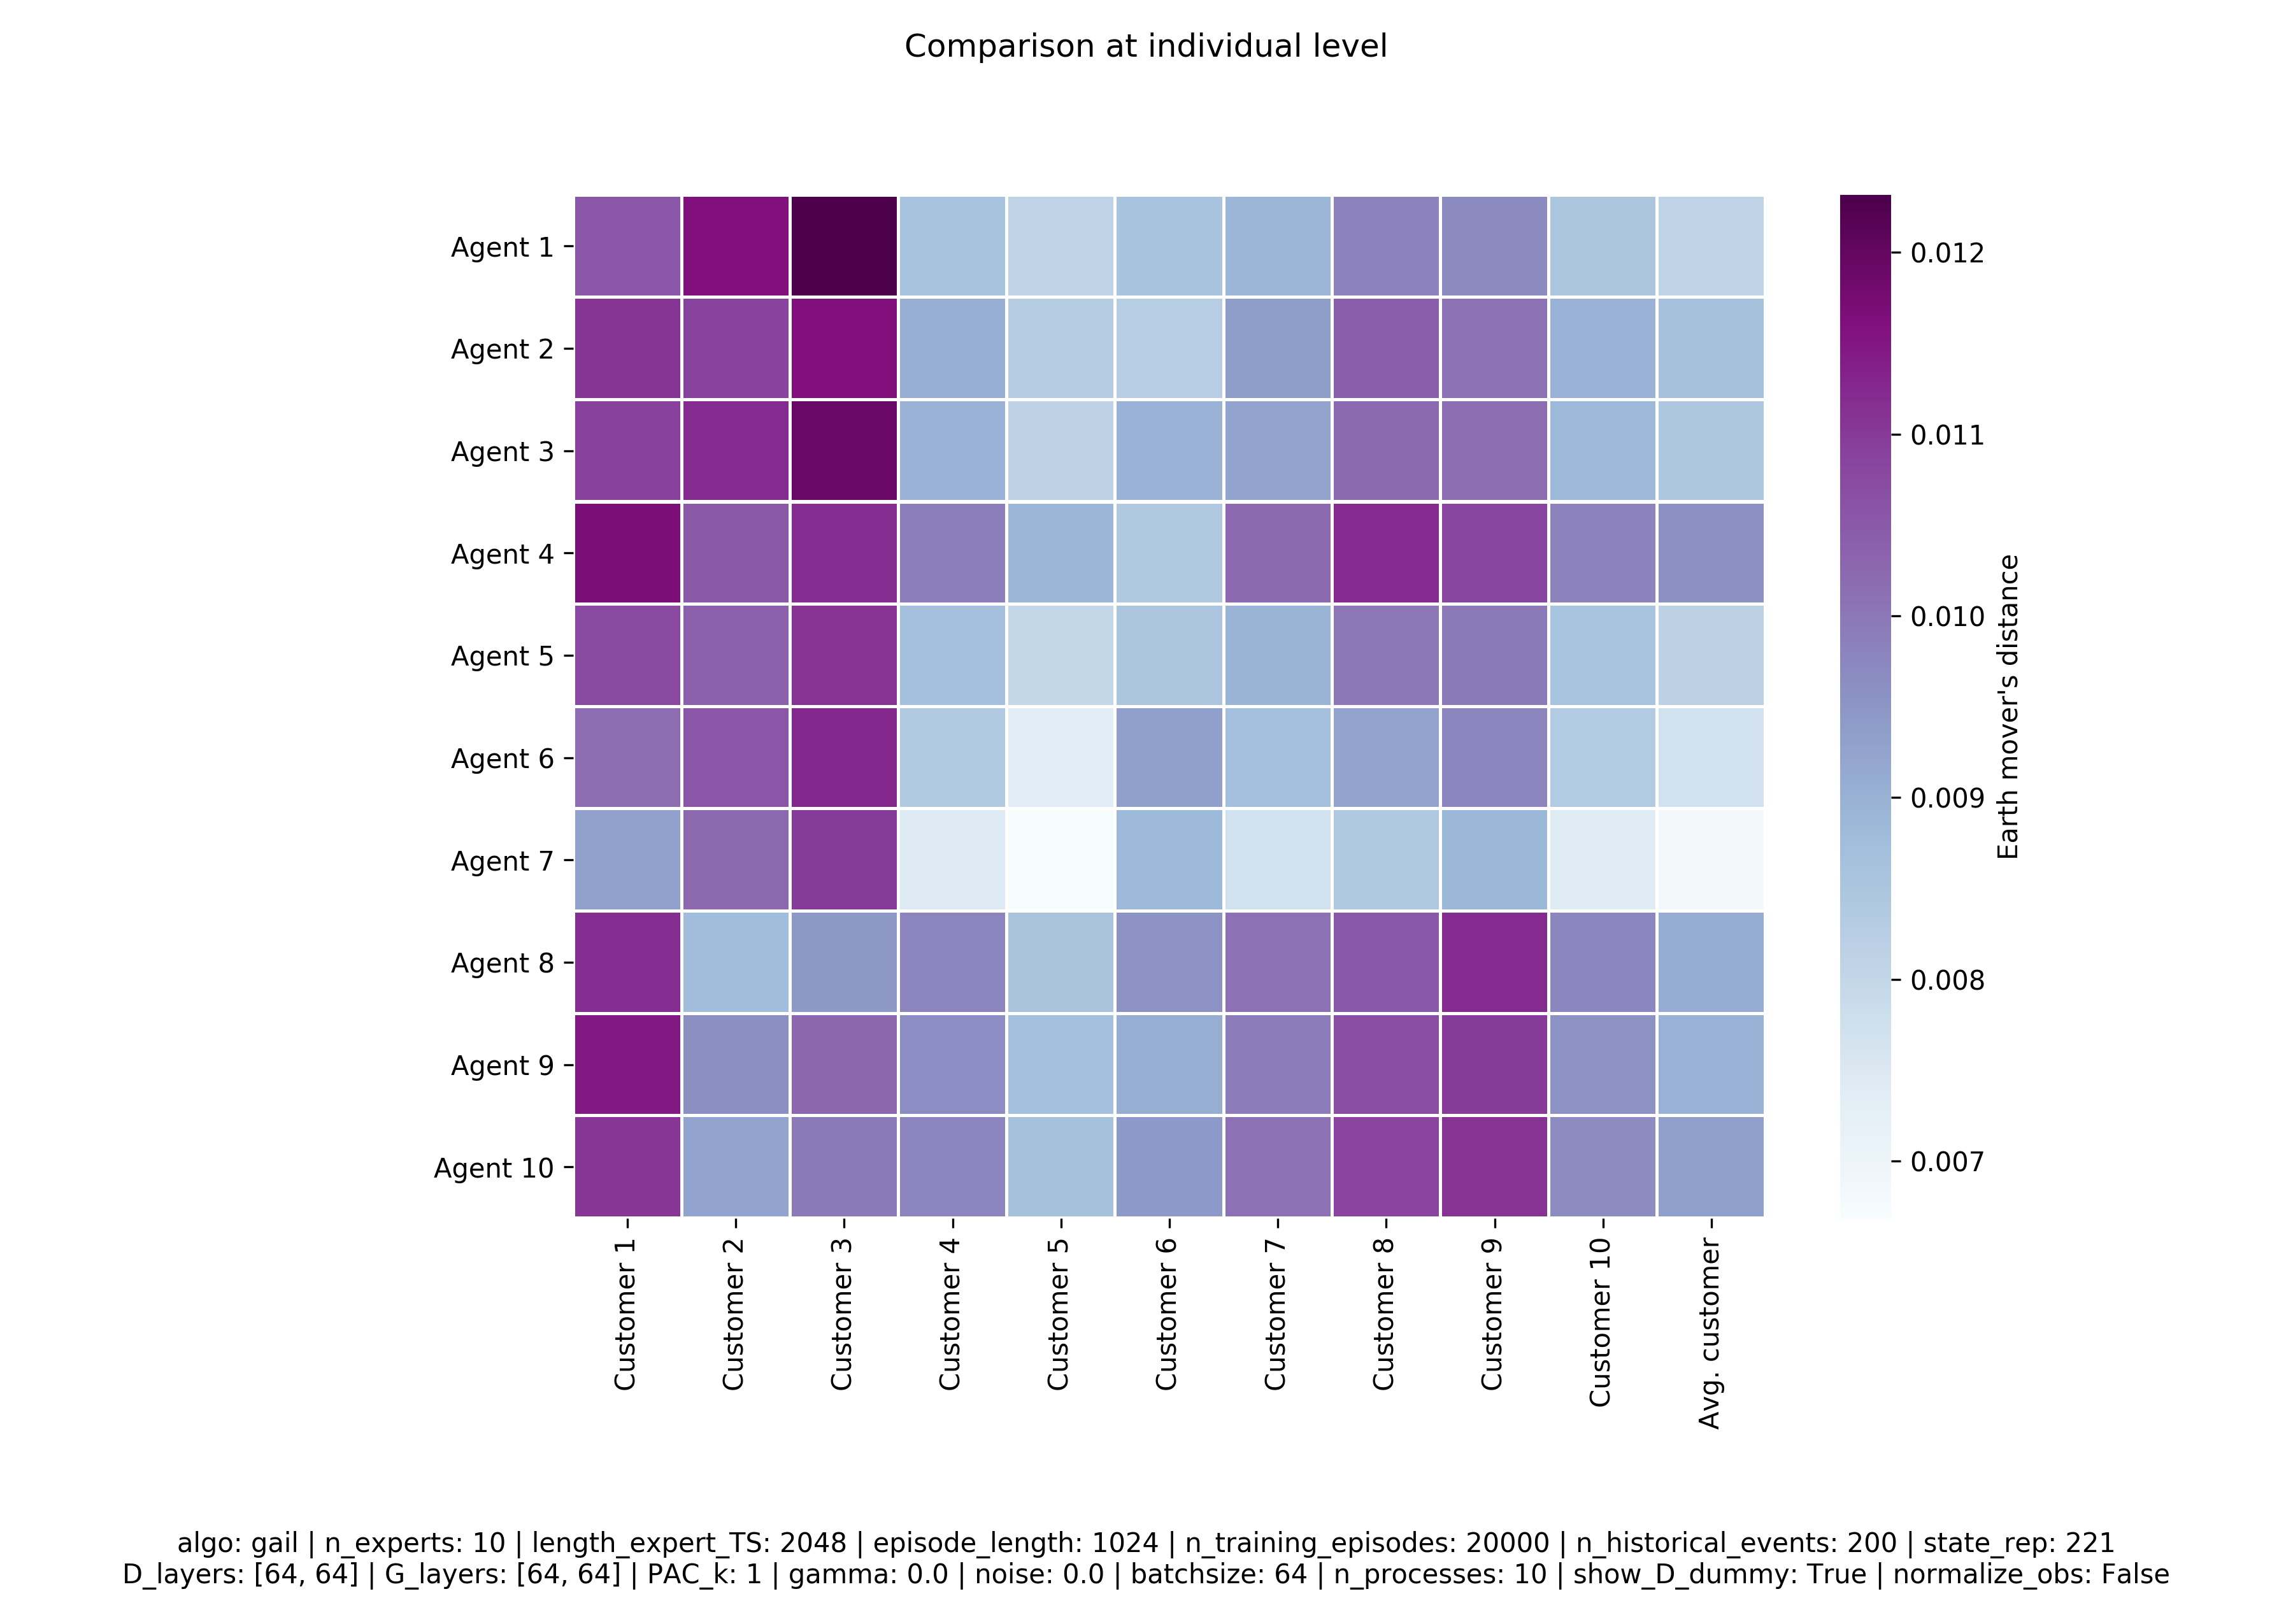 Comparison at individual level
Agent 1
Agent 2
Agent 3
Agent 4
Agent 5
Agent 6
Agent 7
Agent 8
Agent 9
Agent 10
Customer 1
Customer 2
Customer 3
Customer 4
Customer 5
Customer 6
Customer 7
Customer 8
Customer 9
Customer 10
Avg. customer
0.012
0.011
0.010
0.009
0.008
0.007
Earth mover's distance
algo: gail | n_experts: 10 | length_expert_TS: 2048 | episode_length: 1024 | n_training_episodes: 20000 | n_historical_events: 200 | state_rep: 221
D_layers: [64, 64] | G_layers: [64, 64] | PAC_k: 1 | gamma: 0.0 | noise: 0.0 | batchsize: 64 | n_processes: 10 | show_D_dummy: True | normalize_obs: False